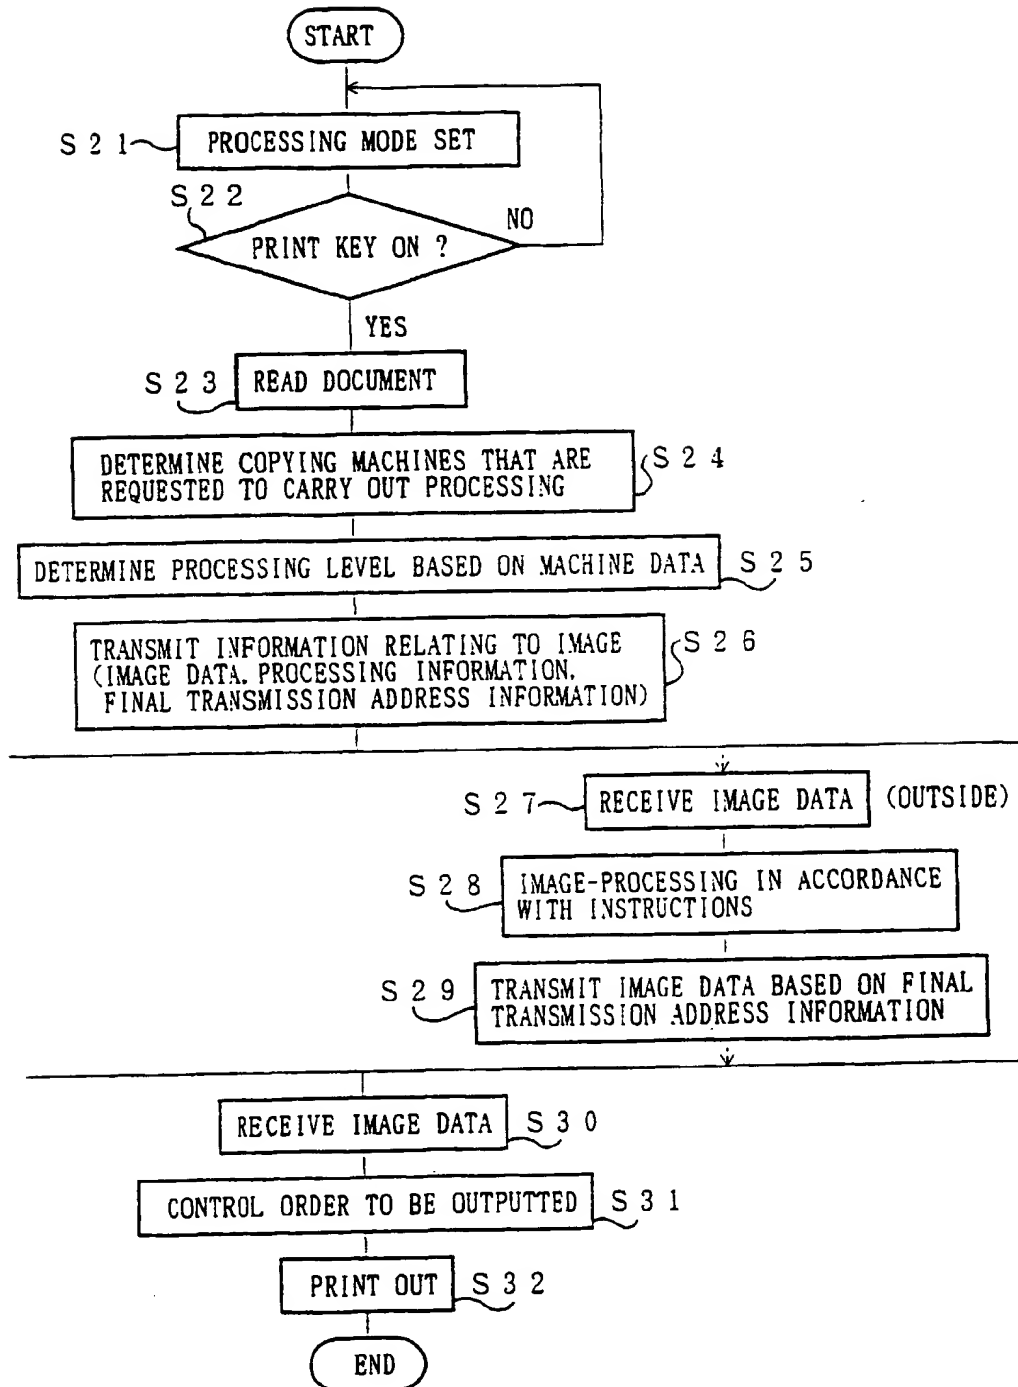 START
S21 PROCESSING MODE SET
S22
PRINT KEY ON ?
NO
YES
S23 READ DOCUMENT
DETERMINE COPYING MACHINES THAT ARE
REQUESTED TO CARRY OUT PROCESSING
S24
DETERMINE PROCESSING LEVEL BASED ON MACHINE DATA S25
TRANSMIT INFORMATION RELATING TO IMAGE
(IMAGE DATA. PROCESSING INFORMATION.
FINAL TRANSMISSION ADDRESS INFORMATION)
S26
S27 RECEIVE IMAGE DATA (OUTSIDE)
S28
IMAGE-PROCESSING IN ACCORDANCE
WITH INSTRUCTIONS
S29
TRANSMIT IMAGE DATA BASED ON FINAL
TRANSMISSION ADDRESS INFORMATION
RECEIVE IMAGE DATA S30
CONTROL ORDER TO BE OUTPUTTED S31
PRINT OUT S32
END